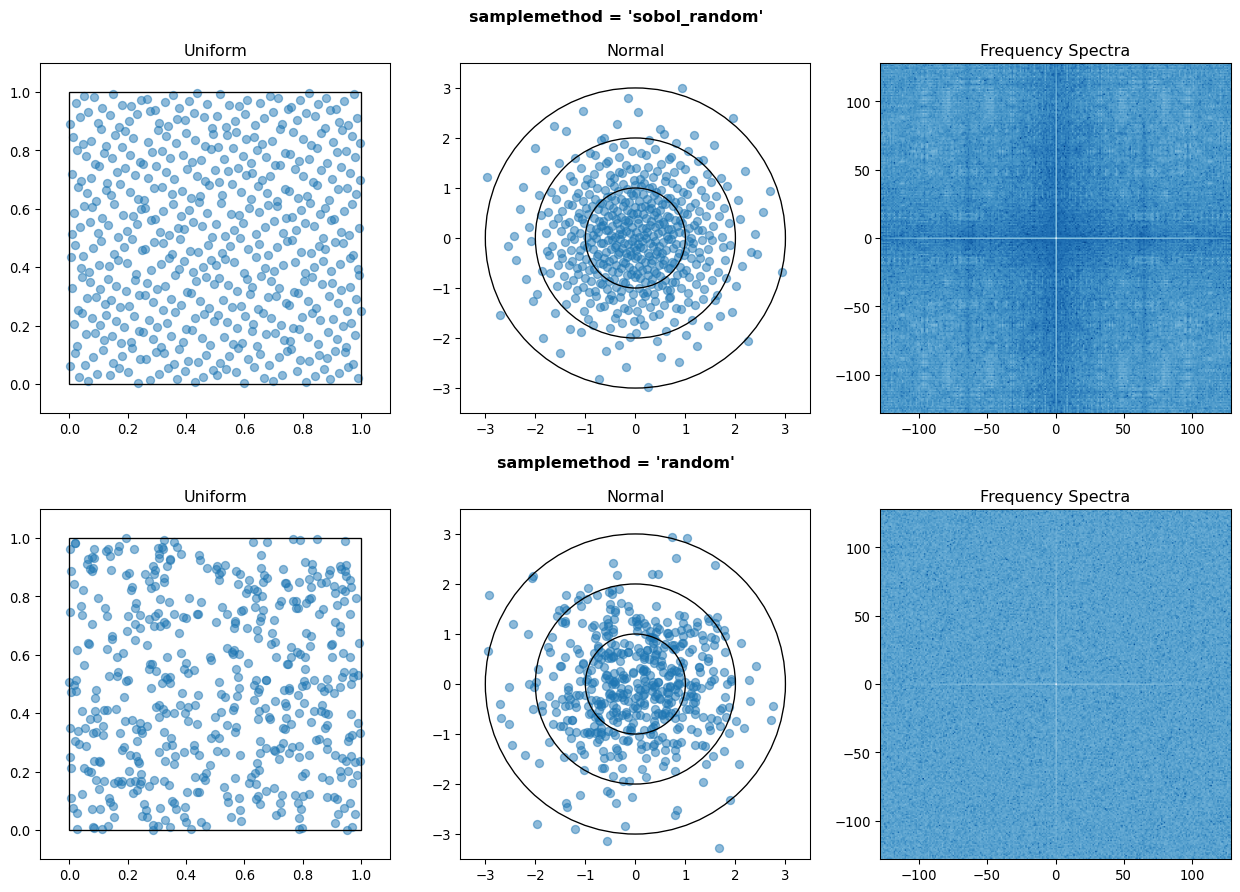 samplemethod = 'sobol_random'
Uniform Normal Frequency Spectra
1.0 3 100
0.8 2 50
0.6 1 0
0.4 0 −50
0.2 −1 −100
0.0 −2
−3
0.0 0.2 0.4 0.6 0.8 1.0 −3 −2 −1 0 1 2 3 −100 −50 0 50 100
samplemethod = 'random'
Uniform Normal Frequency Spectra
1.0 3 100
0.8 2 50
0.6 1 0
0.4 0 −50
0.2 −1 −100
0.0 −2
−3
0.0 0.2 0.4 0.6 0.8 1.0 −3 −2 −1 0 1 2 3 −100 −50 0 50 100